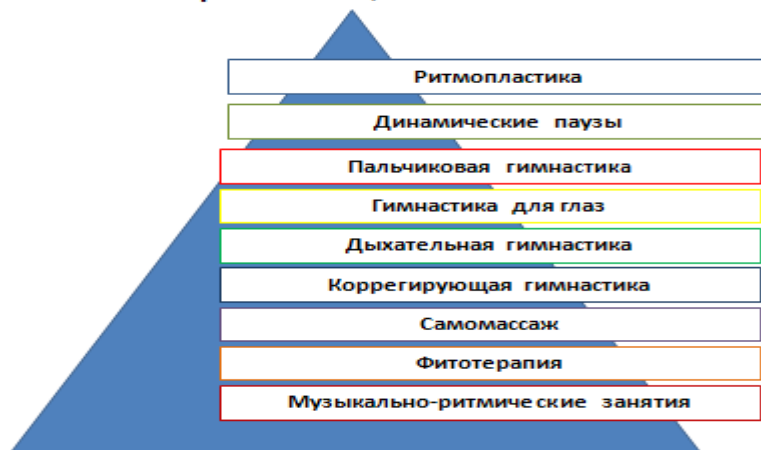 Ритмопластика
Динамические паузы
Пальчиковая гимнастика
Гимнастика для глаз
Дыхательная гимнастика
Коррегирующая гимнастика
Самомассаж
Фитотерапия
Музыкально-ритмические занятия